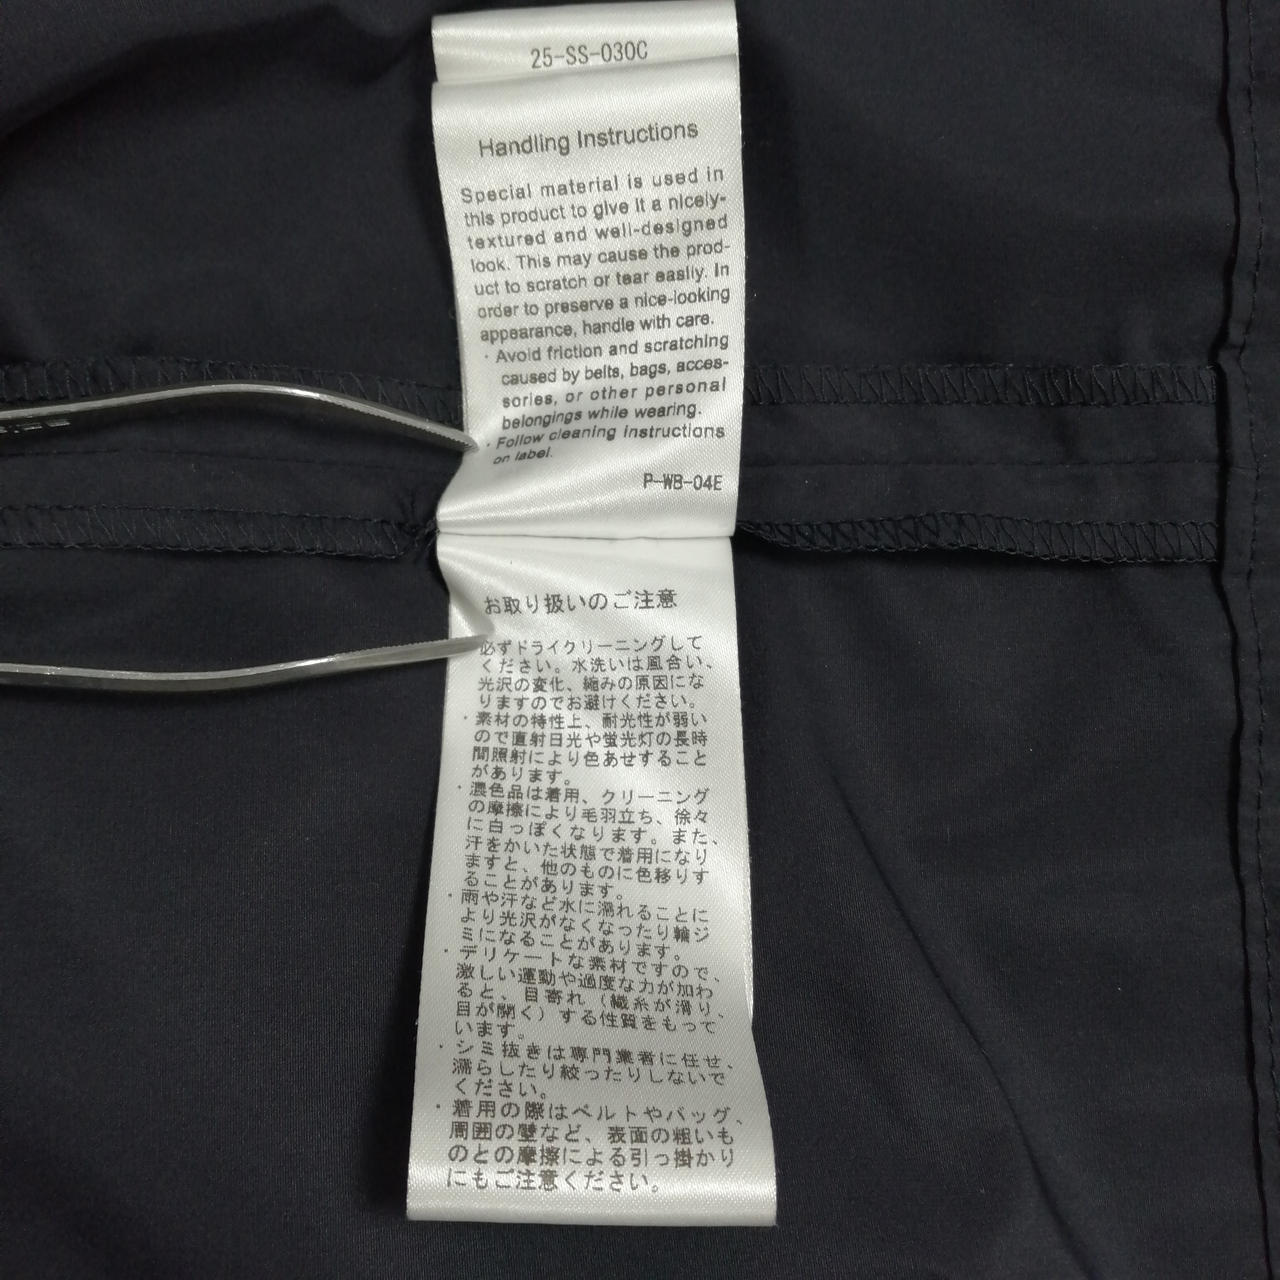 25-SS-030C
Handling Instructions
Special material is used in
this product to give it a nicely-
textured and well-designed
look. This may cause the prod-
uct to scratch or tear easily. In
order to preserve a nice-looking
appearance, handle with care.
· Avoid friction and scratching
caused by belts, bags, acces-
sories, or other personal
belongings while wearing.
· Follow cleaning instructions
on label.
P-WB-04E
お取り扱いのご注意
必ずドライクリーニングして
ください。水洗いは風合い、
光沢の変化、縮みの原因にな
りますのでお避けください。
・素材の特性上、耐光性が弱い
ので直射日光や蛍光灯の長時
間照射により色あせすること
があります。
・濃色品は着用、クリーニング
の摩擦により毛羽立ち、徐々
に白っぽくなります。また、
汗をかいた状態で着用になり
ますと、他のものに色移りす
ることがあります。
・雨や汗など水に濡れることに
より光沢がなくなったり輪ジ
ミになることがあります。
・デリケートな素材ですので、
激しい運動や過度な力が加わ
ると、目寄れ（織糸が滑り、
目が開く）する性質をもって
います。
・シミ抜きは専門業者に任せ、
濡らしたり絞ったりしないで
ください。
・着用の際はベルトやバッグ、
周囲の壁など、表面の粗いも
のとの摩擦による引っ掛かり
にもご注意ください。